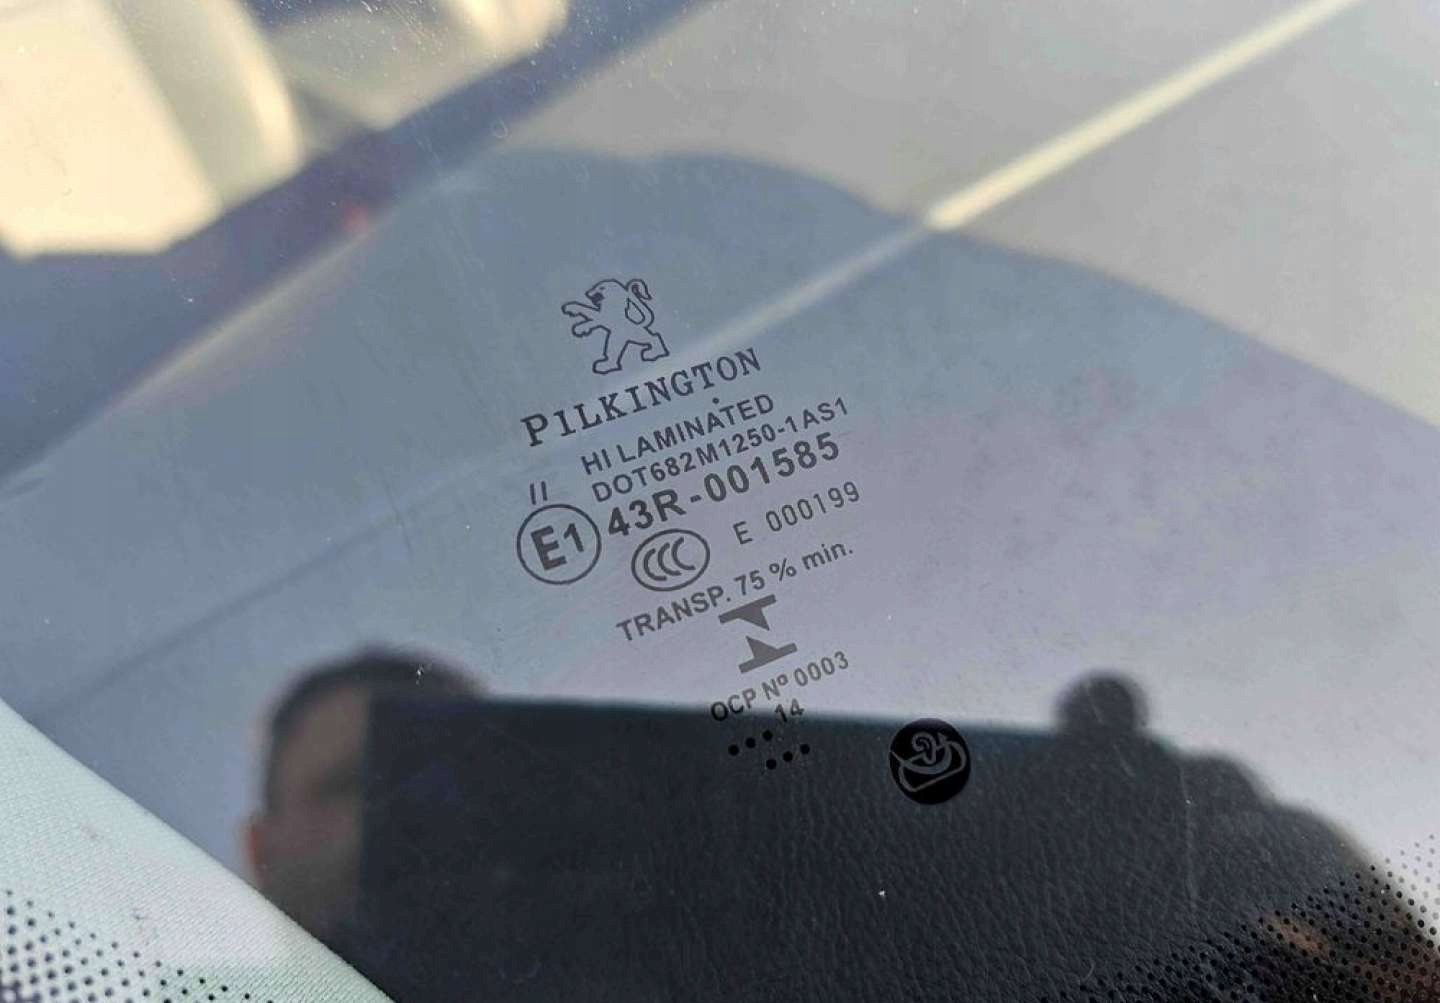 PILKINGTON
HI LAMINATED
DOT682M1250-1AS1
II
43R-001585
E1
CCC
E 000199
TRANSP. 75 % min.
OCP Nº 0003
14